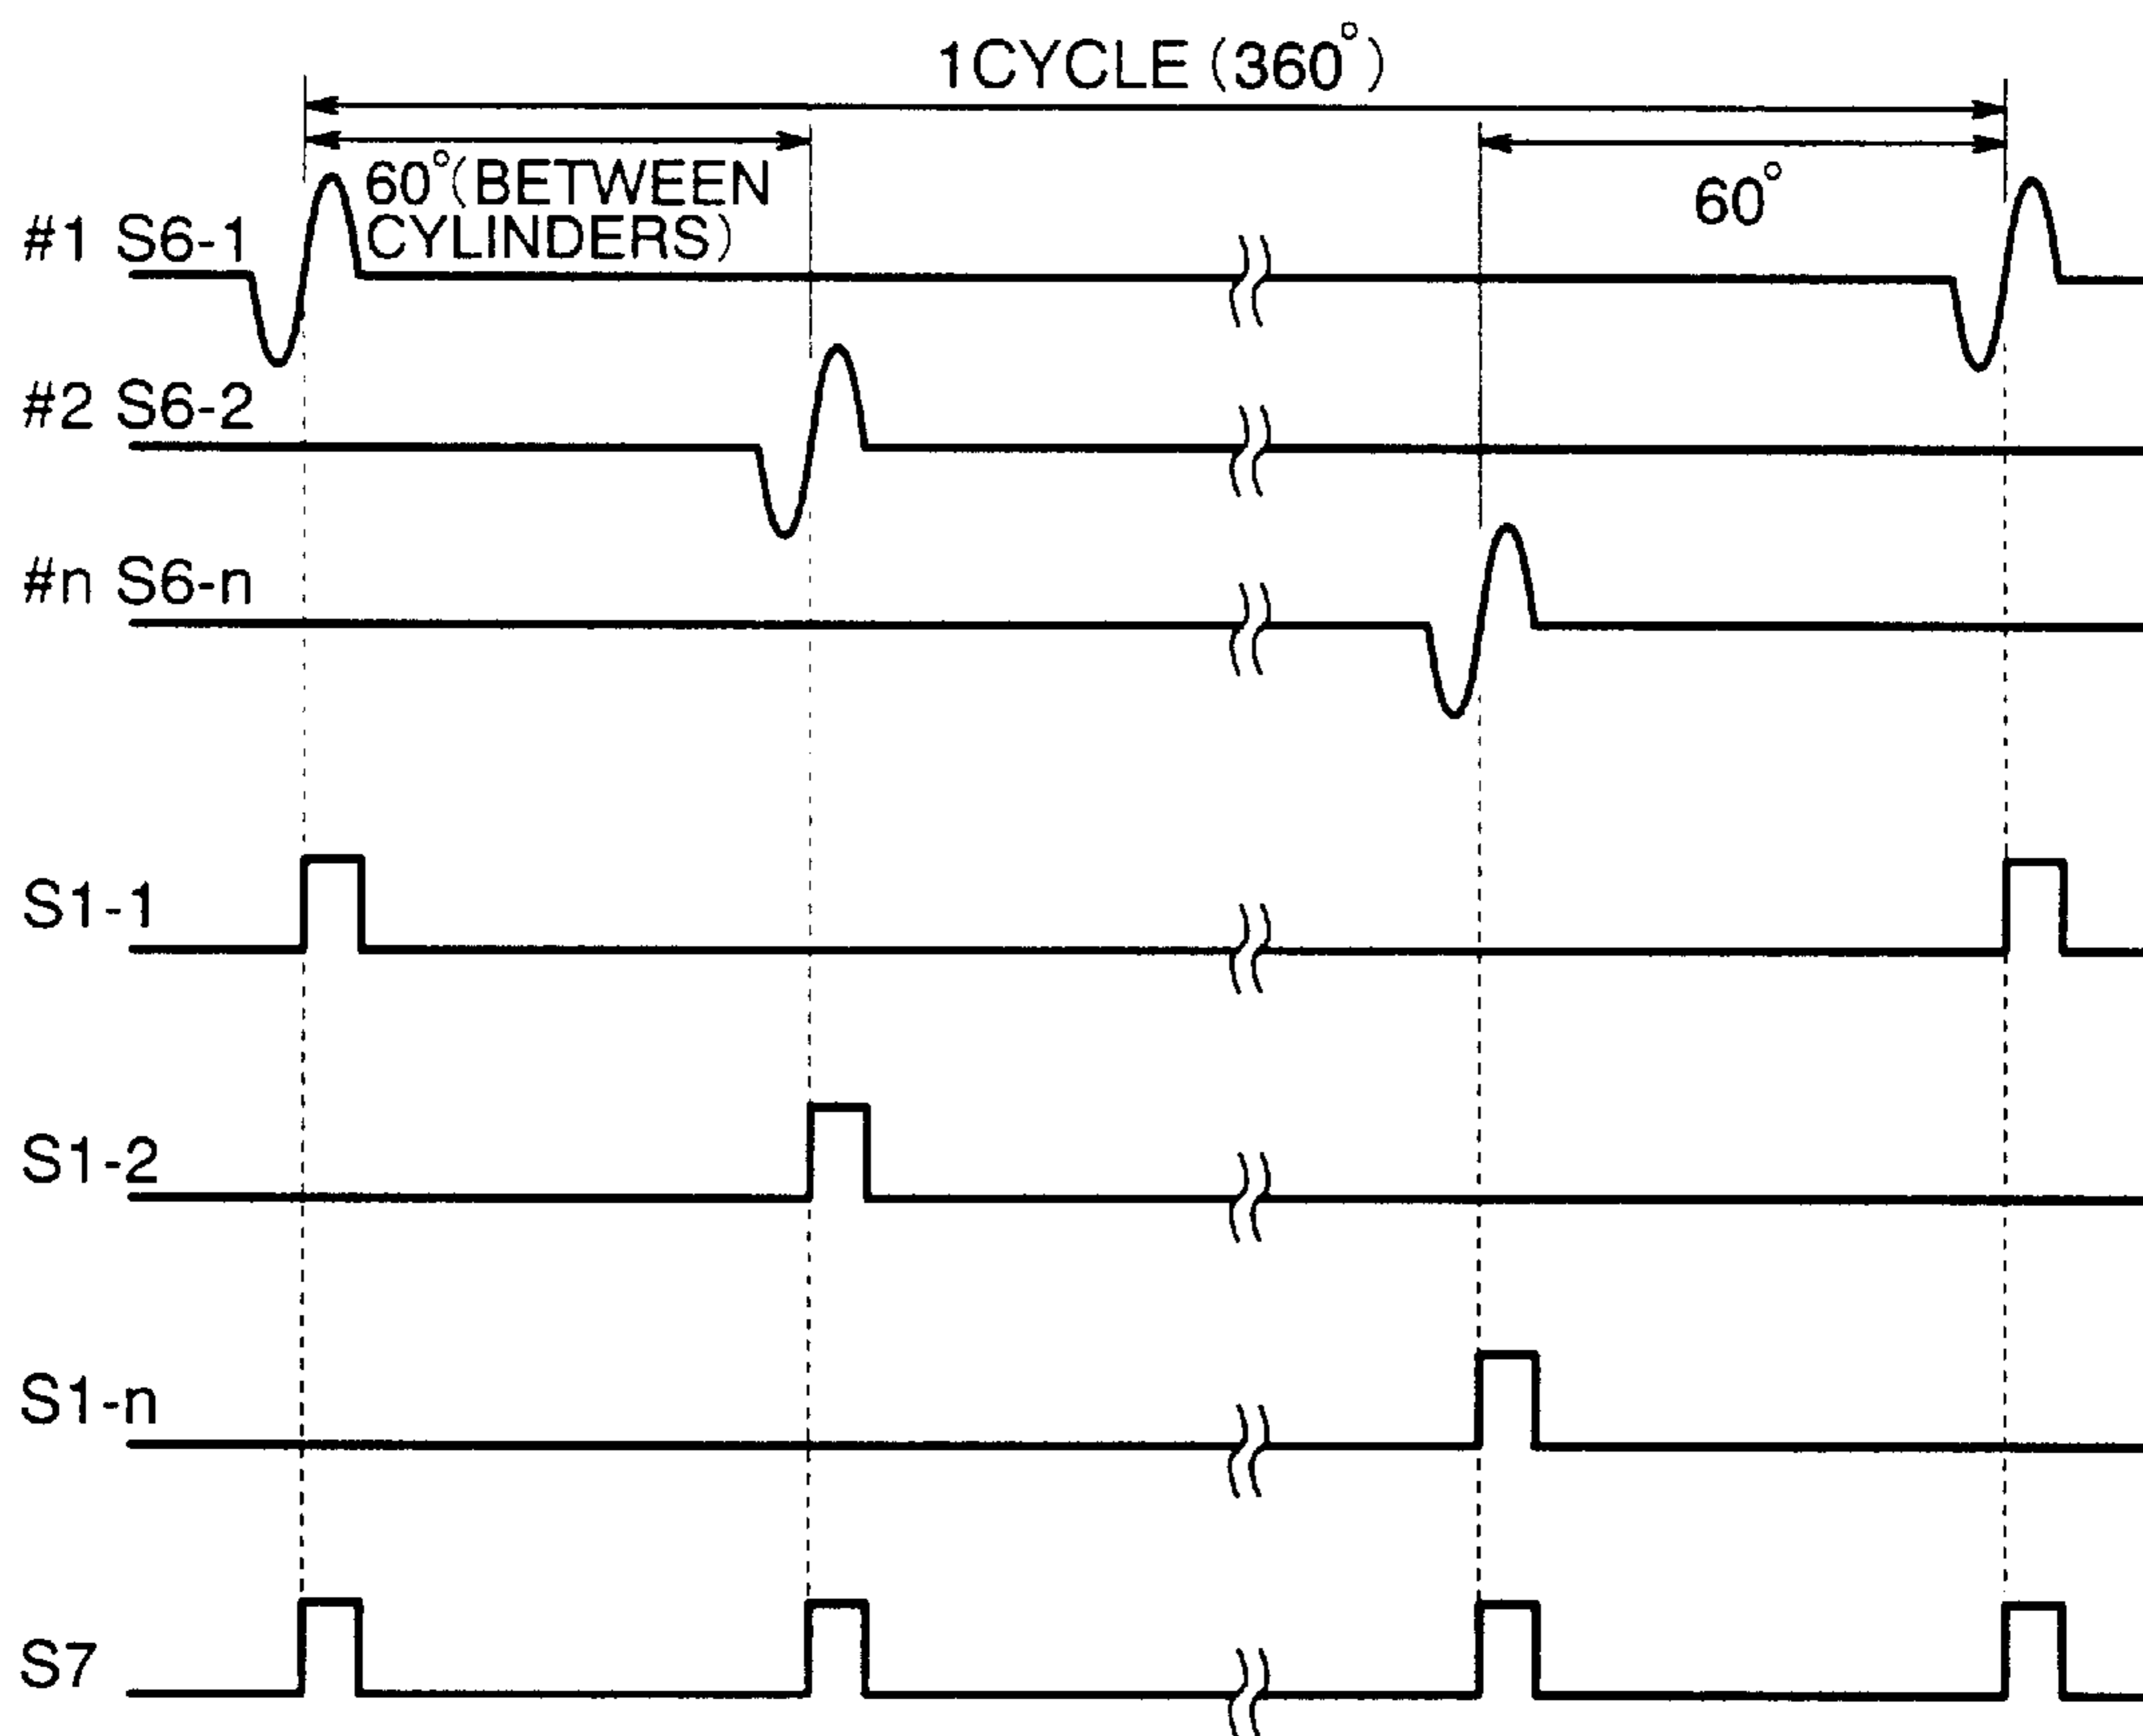 1CYCLE (360°)
60°(BETWEEN
CYLINDERS)
60°
#1 S6-1
#2 S6-2
#n S6-n
S1-1
S1-2
S1-n
S7